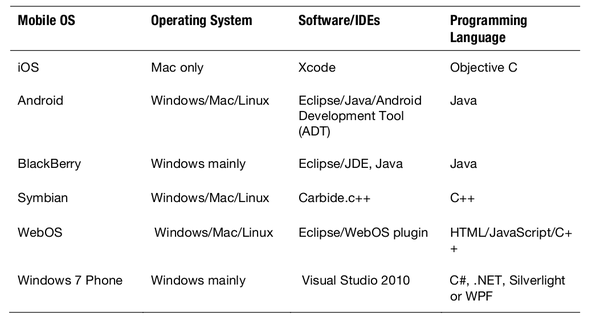 Mobile OS Operating System Software/IDEs Programming
Language
iOS Mac only Xcode Objective C
Android Windows/Mac/Linux Eclipse/Java/Android Java
Development Tool
(ADT)
BlackBerry Windows mainly Eclipse/JDE, Java Java
Symbian Windows/Mac/Linux Carbide.c++ C++
WebOS Windows/Mac/Linux Eclipse/WebOS plugin HTML/JavaScript/C+
+
Windows 7 Phone Windows mainly Visual Studio 2010 C#, .NET, Silverlight
or WPF